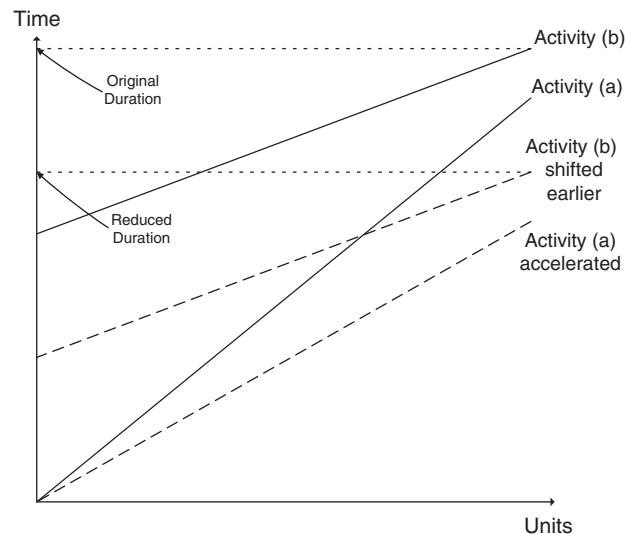 Time
Activity (b)
Original
Duration
Activity (a)
Activity (b)
shifted
earlier
Reduced
Duration
Activity (a)
accelerated
Units